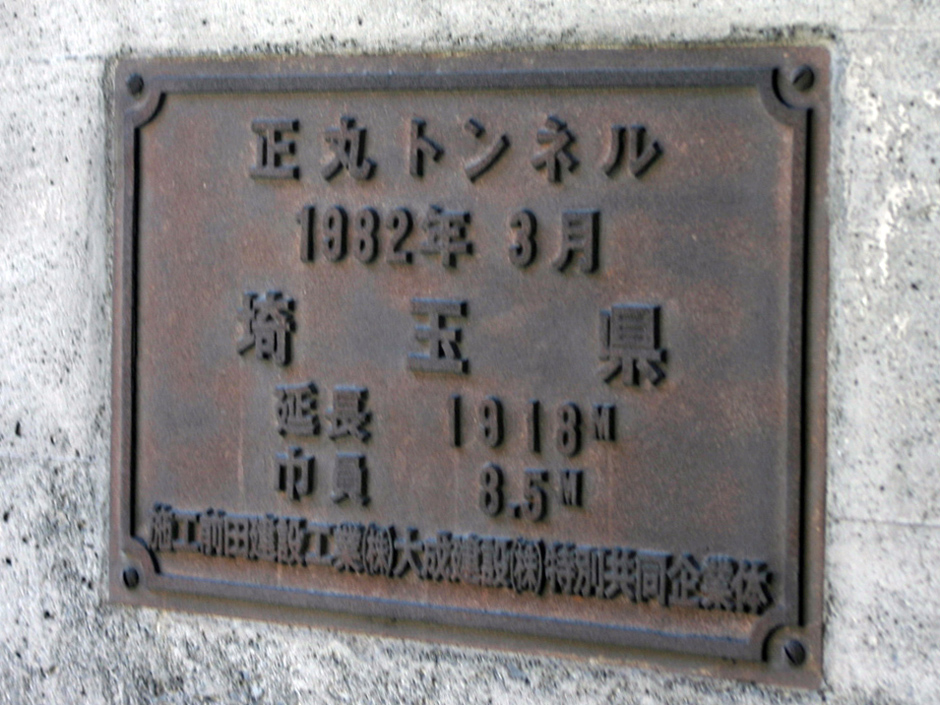 正丸トンネル
1982年 3月
埼玉県
延長 1918M
巾員 8.5M
施工前田建設工業(株)大成建設(株)特別共同企業体